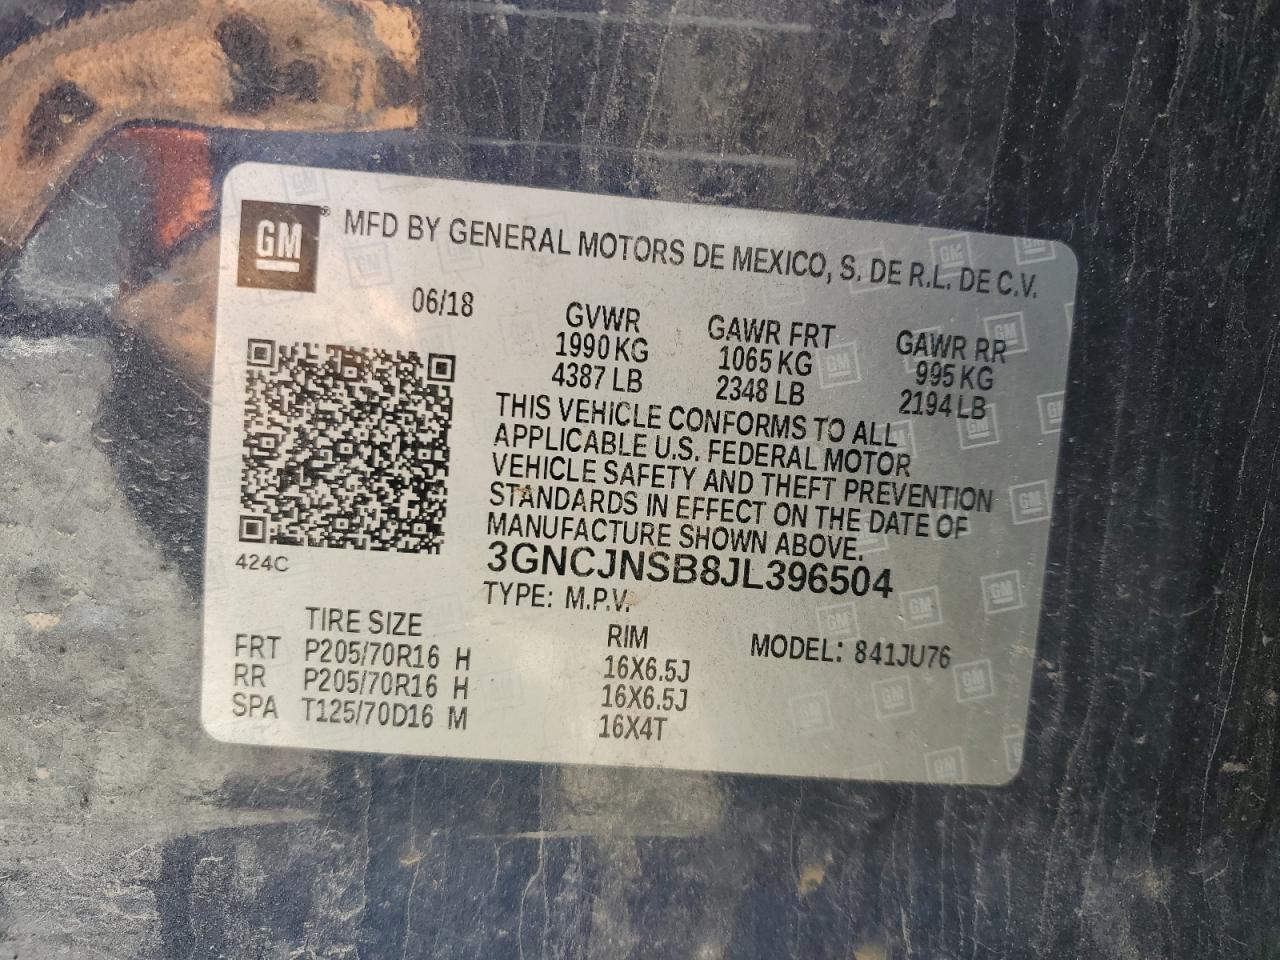 GM
® MFD BY GENERAL MOTORS DE MEXICO, S. DE R.L. DE C.V.
06/18
GVWR GAWR FRT GAWR RR
1990 KG 1065 KG 995 KG
4387 LB 2348 LB 2194 LB
THIS VEHICLE CONFORMS TO ALL
APPLICABLE U.S. FEDERAL MOTOR
VEHICLE SAFETY AND THEFT PREVENTION
STANDARDS IN EFFECT ON THE DATE OF
MANUFACTURE SHOWN ABOVE.
424C
3GNCJNSB8JL396504
TYPE: M.P.V.
TIRE SIZE RIM MODEL: 841JU76
FRT P205/70R16 H 16X6.5J
RR P205/70R16 H 16X6.5J
SPA T125/70D16 M 16X4T